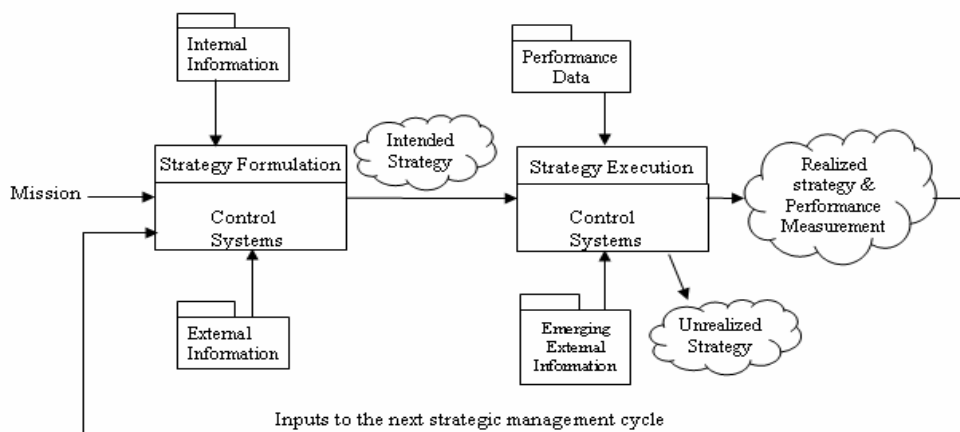 Internal
Information
Performance
Data
Intended
Strategy
Strategy Formulation
Strategy Execution
Realized
strategy &
Performance
Measurement
Mission
Control
Systems
Control
Systems
External
Information
Emerging
External
Information
Unrealized
Strategy
Inputs to the next strategic management cycle